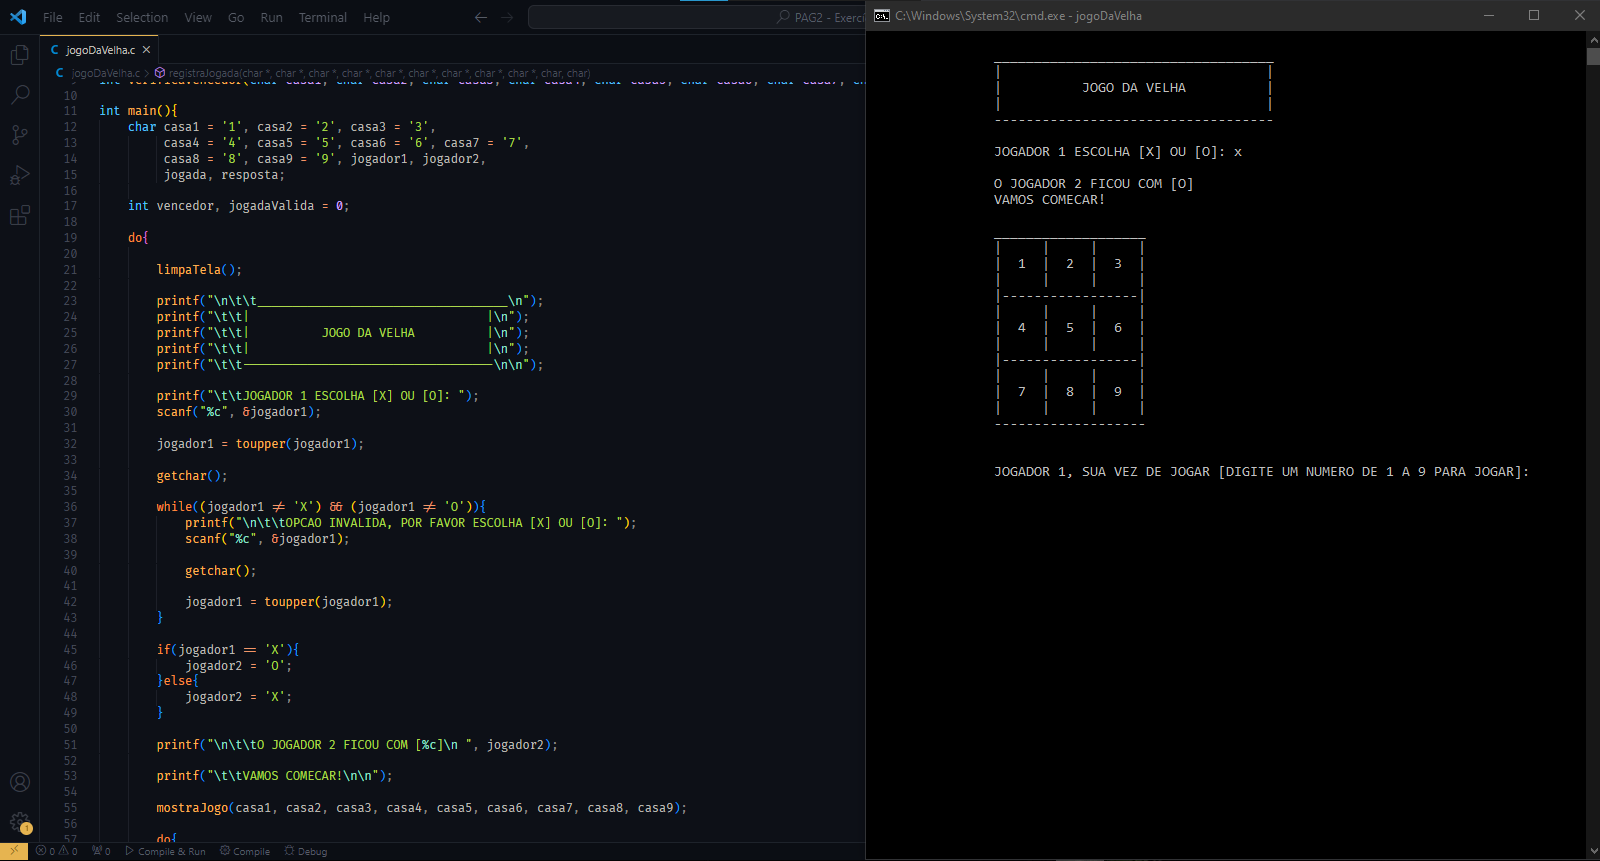 File Edit Selection View Go Run Terminal Help
PAG2 - Exerci
jogoDaVelha.c
jogoDaVelha.c > registraJogada(char *, char *, char *, char *, char *, char *, char *, char *, char *, char, char)
10
11 int main(){
12 char casa1 = '1', casa2 = '2', casa3 = '3',
13 casa4 = '4', casa5 = '5', casa6 = '6', casa7 = '7',
14 casa8 = '8', casa9 = '9', jogador1, jogador2,
15 jogada, resposta;
16
17 int vencedor, jogadaValida = 0;
18
19 do{
20
21 limpaTela();
22
23 printf("\n\t\t___________________________________\n");
24 printf("\t\t| |\n");
25 printf("\t\t| JOGO DA VELHA |\n");
26 printf("\t\t| |\n");
27 printf("\t\t-----------------------------------\n\n");
28
29 printf("\t\tJOGADOR 1 ESCOLHA [X] OU [O]: ");
30 scanf("%c", &jogador1);
31
32 jogador1 = toupper(jogador1);
33
34 getchar();
35
36 while((jogador1 != 'X') && (jogador1 != 'O')){
37 printf("\n\t\tOPCAO INVALIDA, POR FAVOR ESCOLHA [X] OU [O]: ");
38 scanf("%c", &jogador1);
39
40 getchar();
41
42 jogador1 = toupper(jogador1);
43 }
44
45 if(jogador1 == 'X'){
46 jogador2 = 'O';
47 }else{
48 jogador2 = 'X';
49 }
50
51 printf("\n\t\tO JOGADOR 2 FICOU COM [%c]\n ", jogador2);
52
53 printf("\t\tVAMOS COMECAR!\n\n");
54
55 mostraJogo(casa1, casa2, casa3, casa4, casa5, casa6, casa7, casa8, casa9);
56
57 do{
0 0 0 Compile & Run Compile Debug
1
C:\Windows\System32\cmd.exe - jogoDaVelha
JOGO DA VELHA
JOGADOR 1 ESCOLHA [X] OU [O]: x
O JOGADOR 2 FICOU COM [O]
VAMOS COMECAR!
| 1 | 2 | 3 |
| 4 | 5 | 6 |
| 7 | 8 | 9 |
JOGADOR 1, SUA VEZ DE JOGAR [DIGITE UM NUMERO DE 1 A 9 PARA JOGAR]: